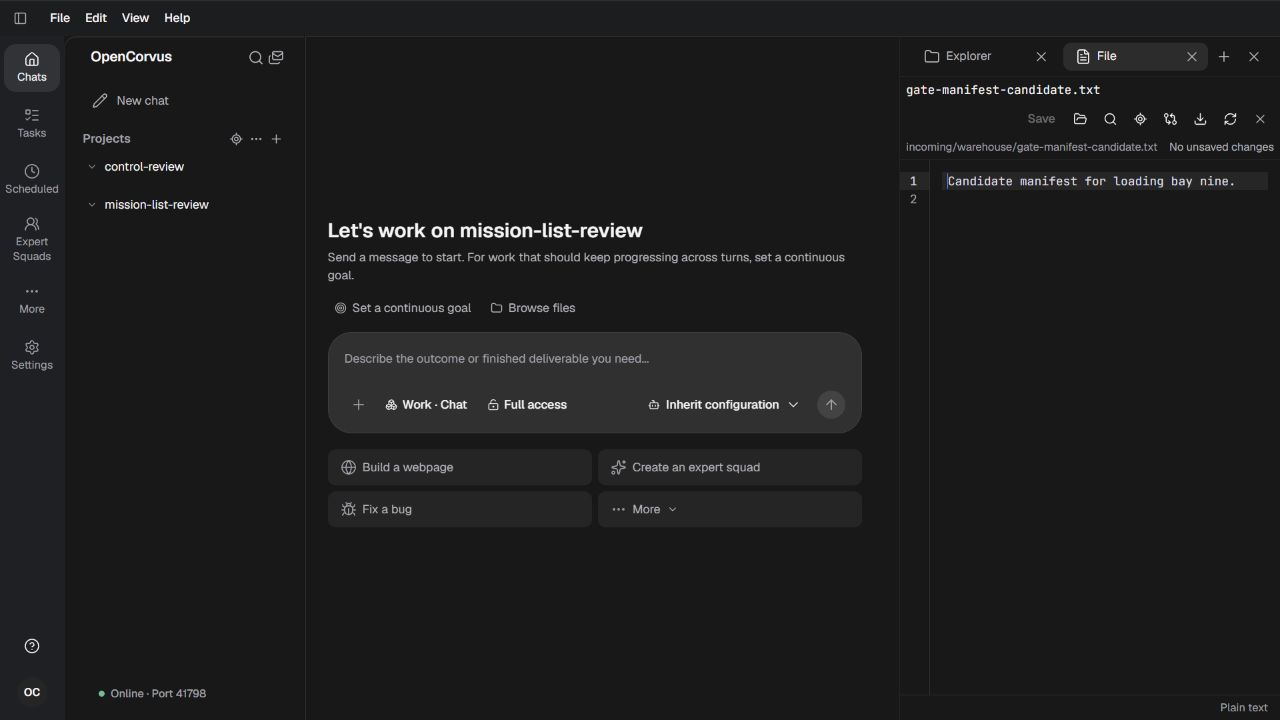 File Edit View Help
Chats
Tasks
Scheduled
Expert
Squads
More
Settings
OC
OpenCorvus
New chat
Projects
control-review
mission-list-review
Online · Port 41798
Let's work on mission-list-review
Send a message to start. For work that should keep progressing across turns, set a continuous
goal.
Set a continuous goal Browse files
Describe the outcome or finished deliverable you need...
Work · Chat Full access Inherit configuration
Build a webpage Create an expert squad
Fix a bug More
Explorer File
gate-manifest-candidate.txt
Save
incoming/warehouse/gate-manifest-candidate.txt No unsaved changes
1 Candidate manifest for loading bay nine.
2
Plain text